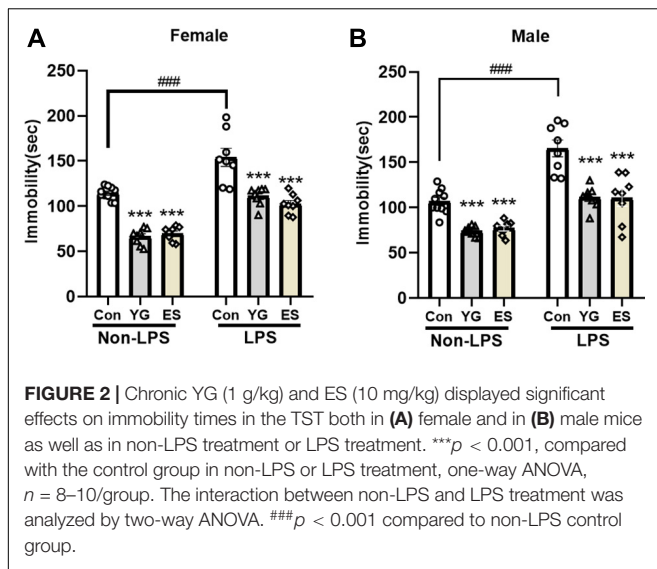 A
Female
Immobility(sec)
250
200
150
100
50
0
###
***
***
***
***
Con YG ES Con YG ES
Non-LPS LPS
B
Male
Immobility(sec)
250
200
150
100
50
0
###
***
***
***
***
Con YG ES Con YG ES
Non-LPS LPS
FIGURE 2 | Chronic YG (1 g/kg) and ES (10 mg/kg) displayed significant
effects on immobility times in the TST both in (A) female and in (B) male mice
as well as in non-LPS treatment or LPS treatment. ***p < 0.001, compared
with the control group in non-LPS or LPS treatment, one-way ANOVA,
n = 8–10/group. The interaction between non-LPS and LPS treatment was
analyzed by two-way ANOVA. ###p < 0.001 compared to non-LPS control
group.